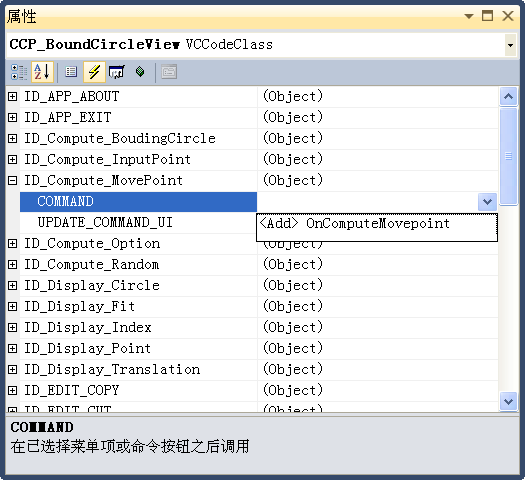 属性
CCP_BoundCircleView VCCodeClass
ID_APP_ABOUT (Object)
ID_APP_EXIT (Object)
ID_Compute_BoudingCircle (Object)
ID_Compute_InputPoint (Object)
ID_Compute_MovePoint (Object)
COMMAND
UPDATE_COMMAND_UI <Add> OnComputeMovepoint
ID_Compute_Option (Object)
ID_Compute_Random (Object)
ID_Display_Circle (Object)
ID_Display_Fit (Object)
ID_Display_Index (Object)
ID_Display_Point (Object)
ID_Display_Translation (Object)
ID_EDIT_COPY (Object)
ID_EDIT_CUT (Object)
COMMAND
在已选择菜单项或命令按钮之后调用